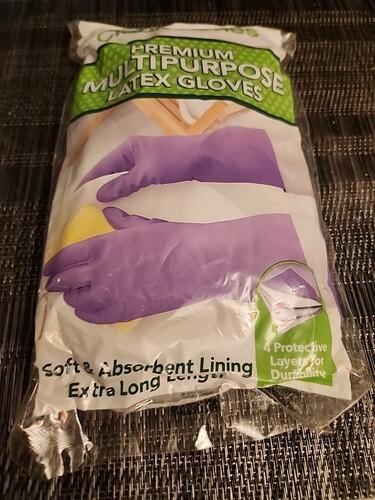 PREMIUM
MULTIPURPOSE
LATEX GLOVES
4 Protective
Layers for
Durability
Soft & Absorbent Lining
Extra Long Length